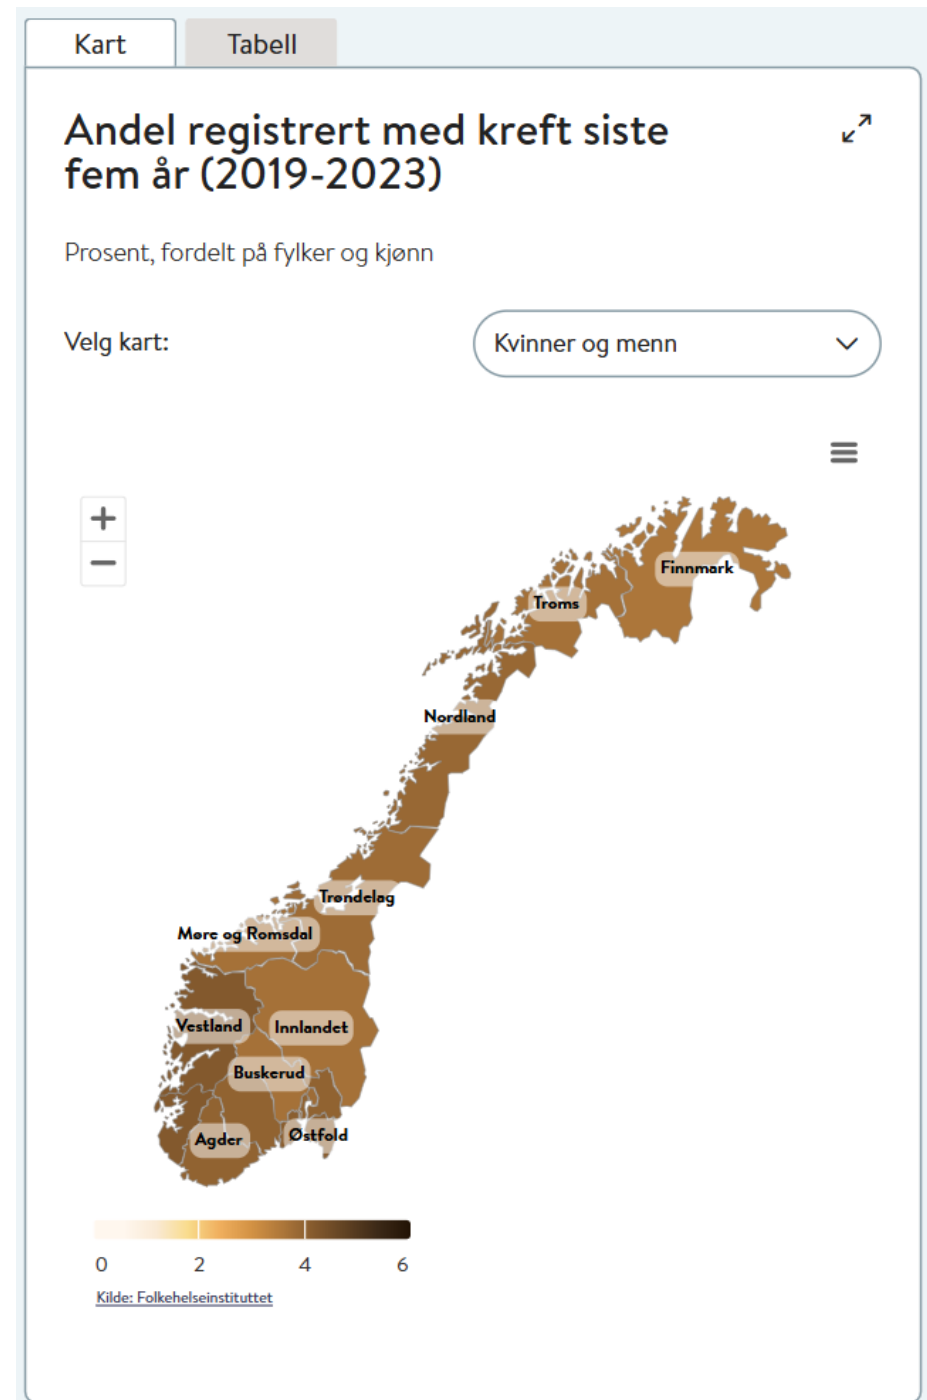 Kart
Tabell
Andel registrert med kreft siste
fem år (2019-2023)
Prosent, fordelt på fylker og kjønn
Velg kart:
Kvinner og menn
Finnmark
Troms
Nordland
Trøndelag
Møre og Romsdal
Vestland
Innlandet
Buskerud
Agder
Østfold
0 2 4 6
Kilde: Folkehelseinstituttet